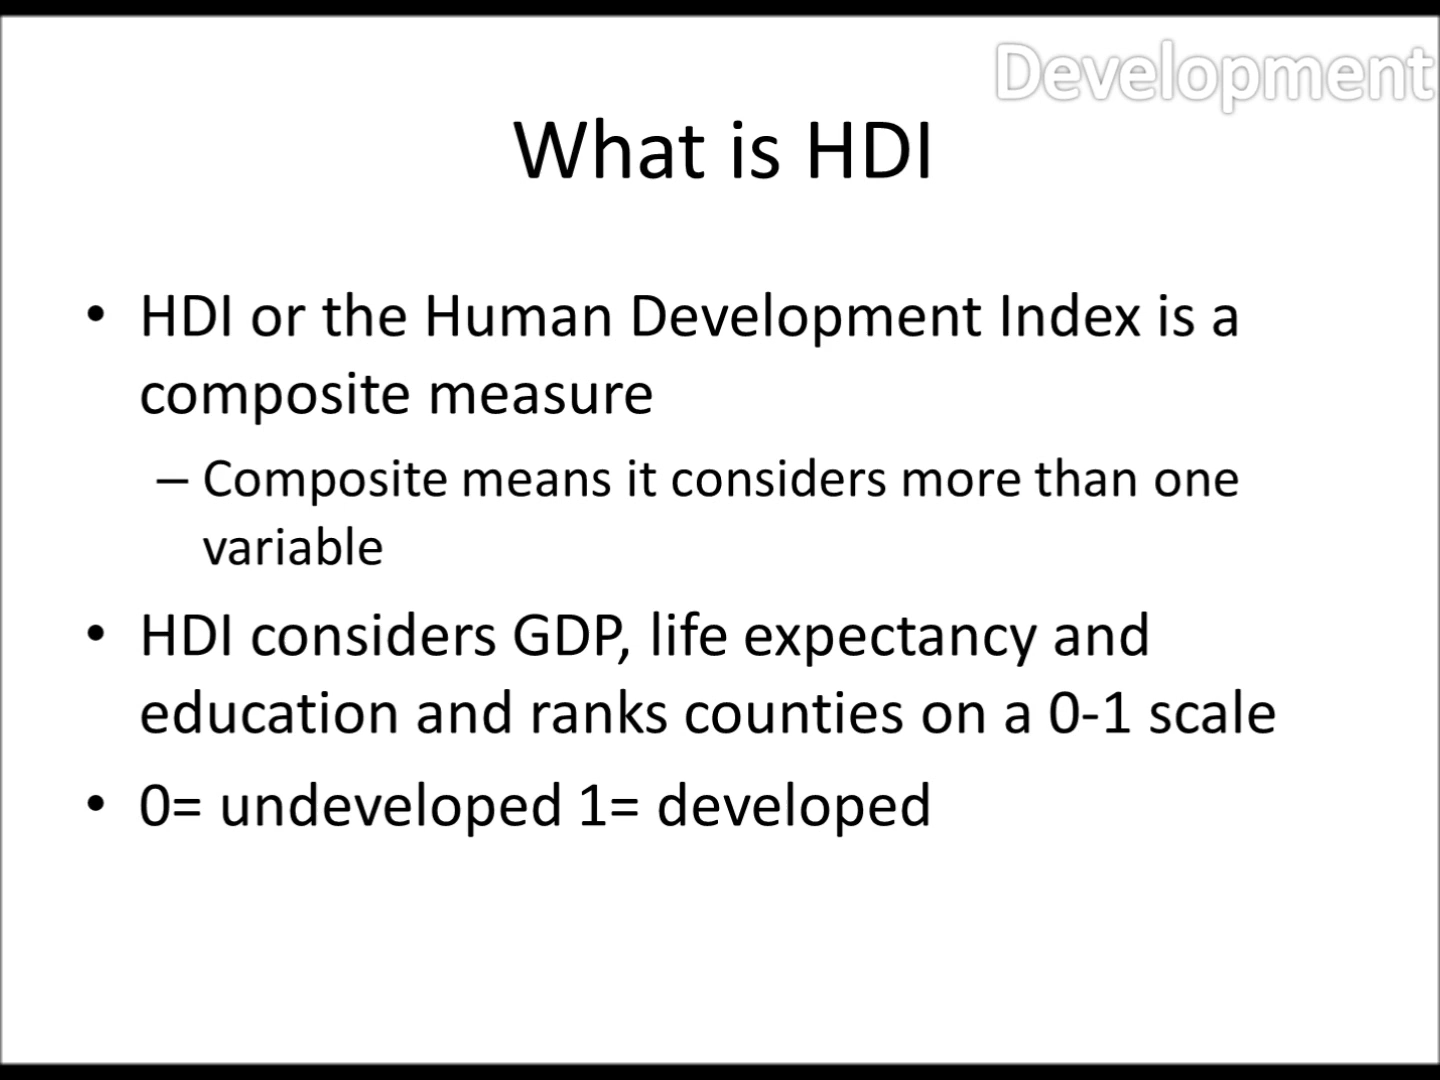 Development
What is HDI
• HDI or the Human Development Index is a
composite measure
– Composite means it considers more than one
variable
• HDI considers GDP, life expectancy and
education and ranks counties on a 0-1 scale
• 0= undeveloped 1= developed